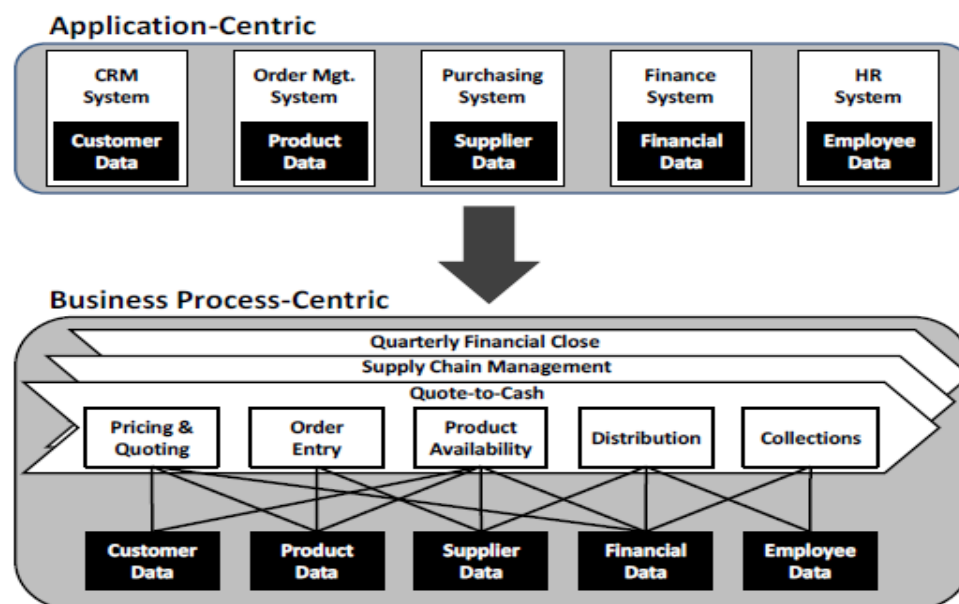 Application-Centric
CRM
System
Customer
Data
Order Mgt.
System
Product
Data
Purchasing
System
Supplier
Data
Finance
System
Financial
Data
HR
System
Employee
Data
Business Process-Centric
Quarterly Financial Close
Supply Chain Management
Quote-to-Cash
Pricing &
Quoting
Order
Entry
Product
Availability
Distribution
Collections
Customer
Data
Product
Data
Supplier
Data
Financial
Data
Employee
Data